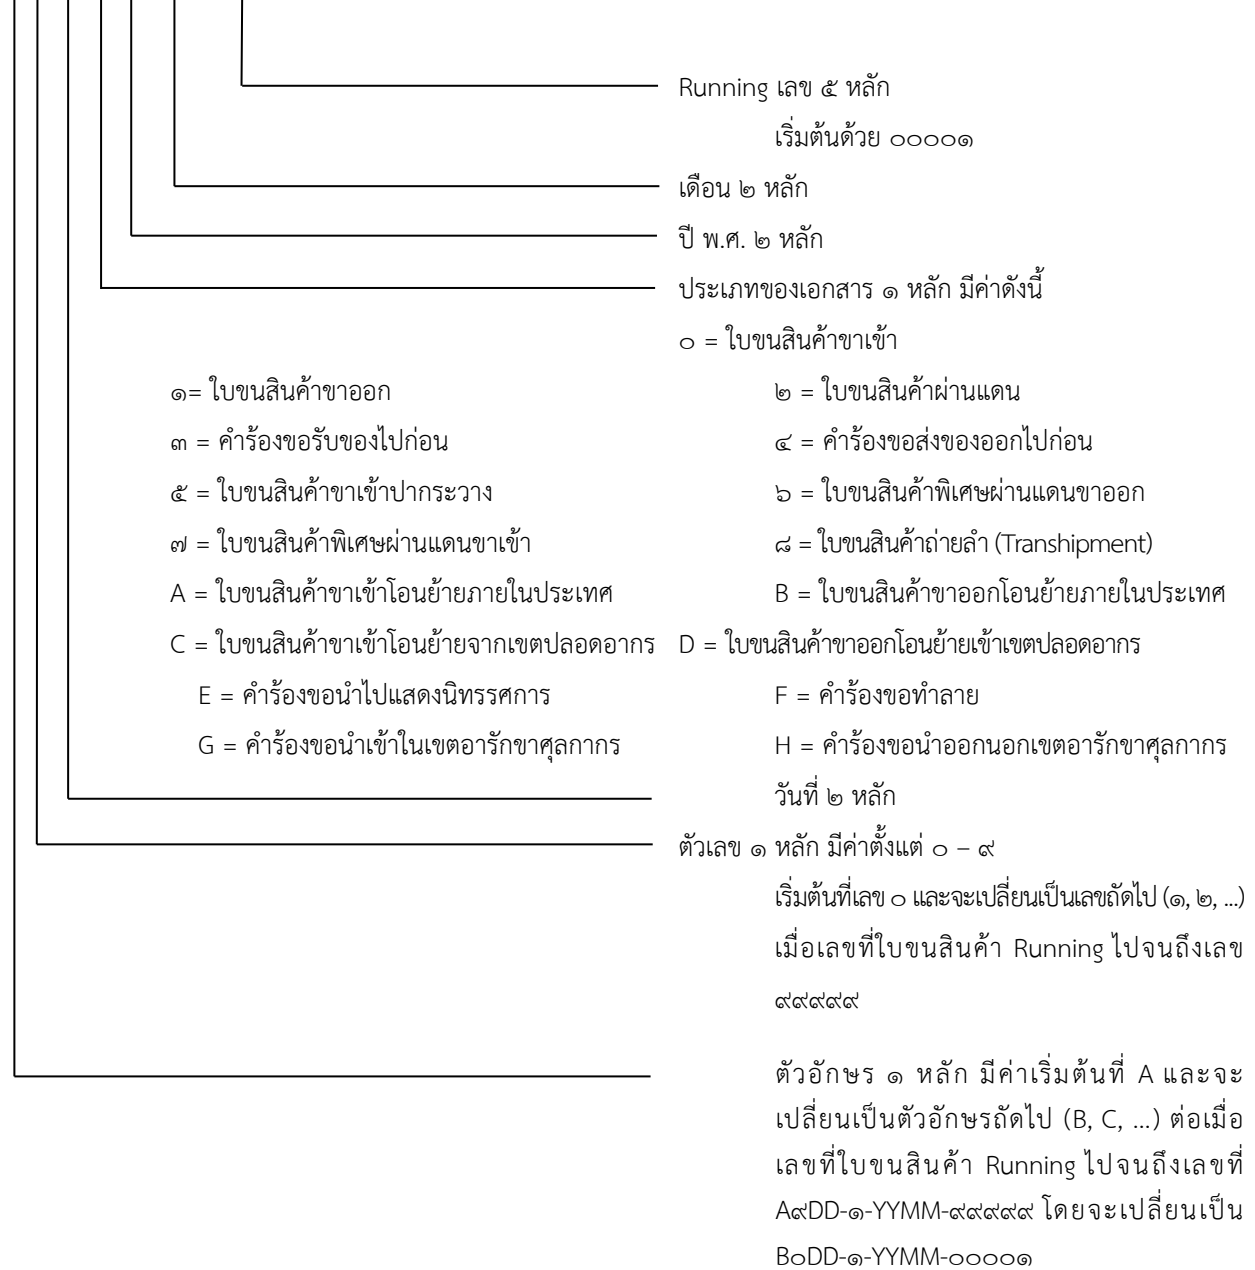 Running เลข ๕ หลัก
เริ่มต้นด้วย ๐๐๐๐๑
เดือน ๒ หลัก
ปี พ.ศ. ๒ หลัก
ประเภทของเอกสาร ๑ หลัก มีค่าดังนี้
๐ = ใบขนสินค้าขาเข้า
๑= ใบขนสินค้าขาออก ๒ = ใบขนสินค้าผ่านแดน
๓ = คำร้องขอรับของไปก่อน ๔ = คำร้องขอส่งของออกไปก่อน
๕ = ใบขนสินค้าขาเข้าปากระวาง ๖ = ใบขนสินค้าพิเศษผ่านแดนขาออก
๗ = ใบขนสินค้าพิเศษผ่านแดนขาเข้า ๘ = ใบขนสินค้าถ่ายลำ (Transhipment)
A = ใบขนสินค้าขาเข้าโอนย้ายภายในประเทศ B = ใบขนสินค้าขาออกโอนย้ายภายในประเทศ
C = ใบขนสินค้าขาเข้าโอนย้ายจากเขตปลอดอากร D = ใบขนสินค้าขาออกโอนย้ายเข้าเขตปลอดอากร
E = คำร้องขอนำไปแสดงนิทรรศการ F = คำร้องขอทำลาย
G = คำร้องขอนำเข้าในเขตอารักขาศุลกากร H = คำร้องขอนำออกนอกเขตอารักขาศุลกากร
วันที่ ๒ หลัก
ตัวเลข ๑ หลัก มีค่าตั้งแต่ ๐ – ๙
เริ่มต้นที่เลข ๐ และจะเปลี่ยนเป็นเลขถัดไป (๑, ๒, ...)
เมื่อเลขที่ใบขนสินค้า Running ไปจนถึงเลข
๙๙๙๙๙
ตัวอักษร ๑ หลัก มีค่าเริ่มต้นที่ A และจะ
เปลี่ยนเป็นตัวอักษรถัดไป (B, C, ...) ต่อเมื่อ
เลขที่ใบขนสินค้า Running ไปจนถึงเลขที่
A๙DD-๑-YYMM-๙๙๙๙๙ โดยจะเปลี่ยนเป็น
B๐DD-๑-YYMM-๐๐๐๐๑